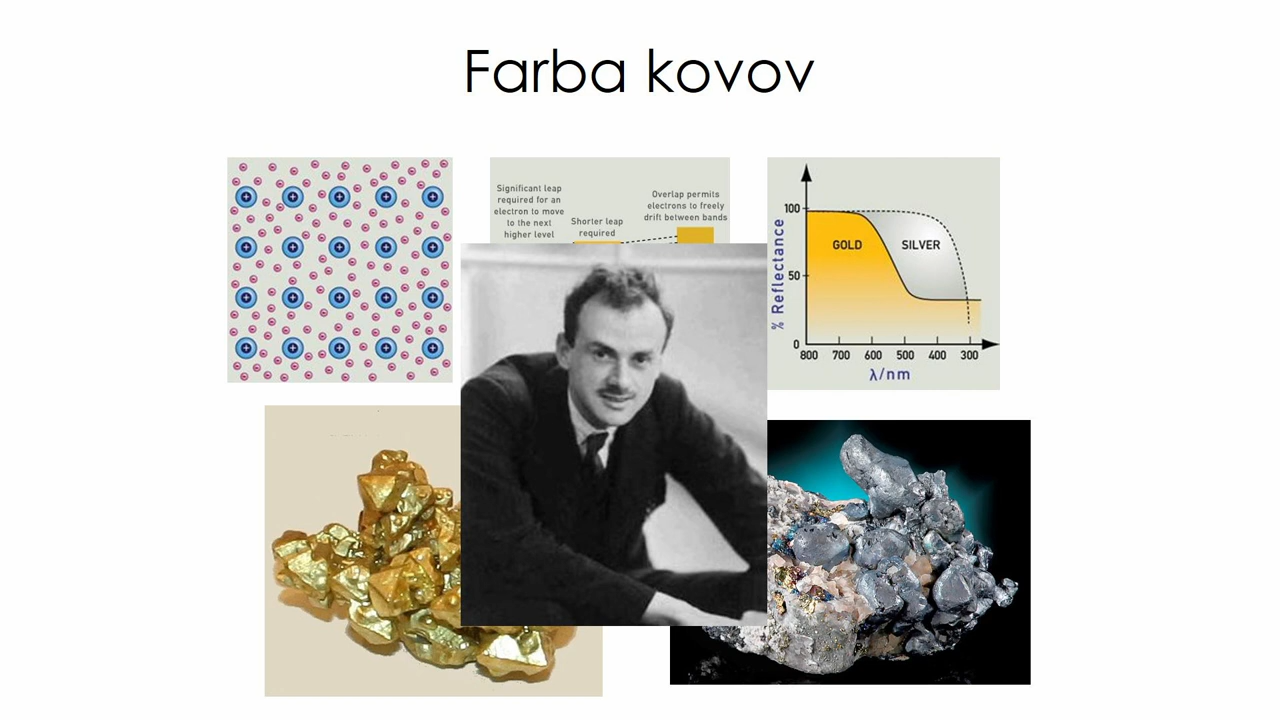 Farba kovov
Significant leap
required for an
electron to move
to the next
higher level
Shorter leap
required
Overlap permits
electrons to freely
drift between bands
% Reflectance
100
50
0
GOLD
SILVER
800 700 600 500 400 300
λ/nm